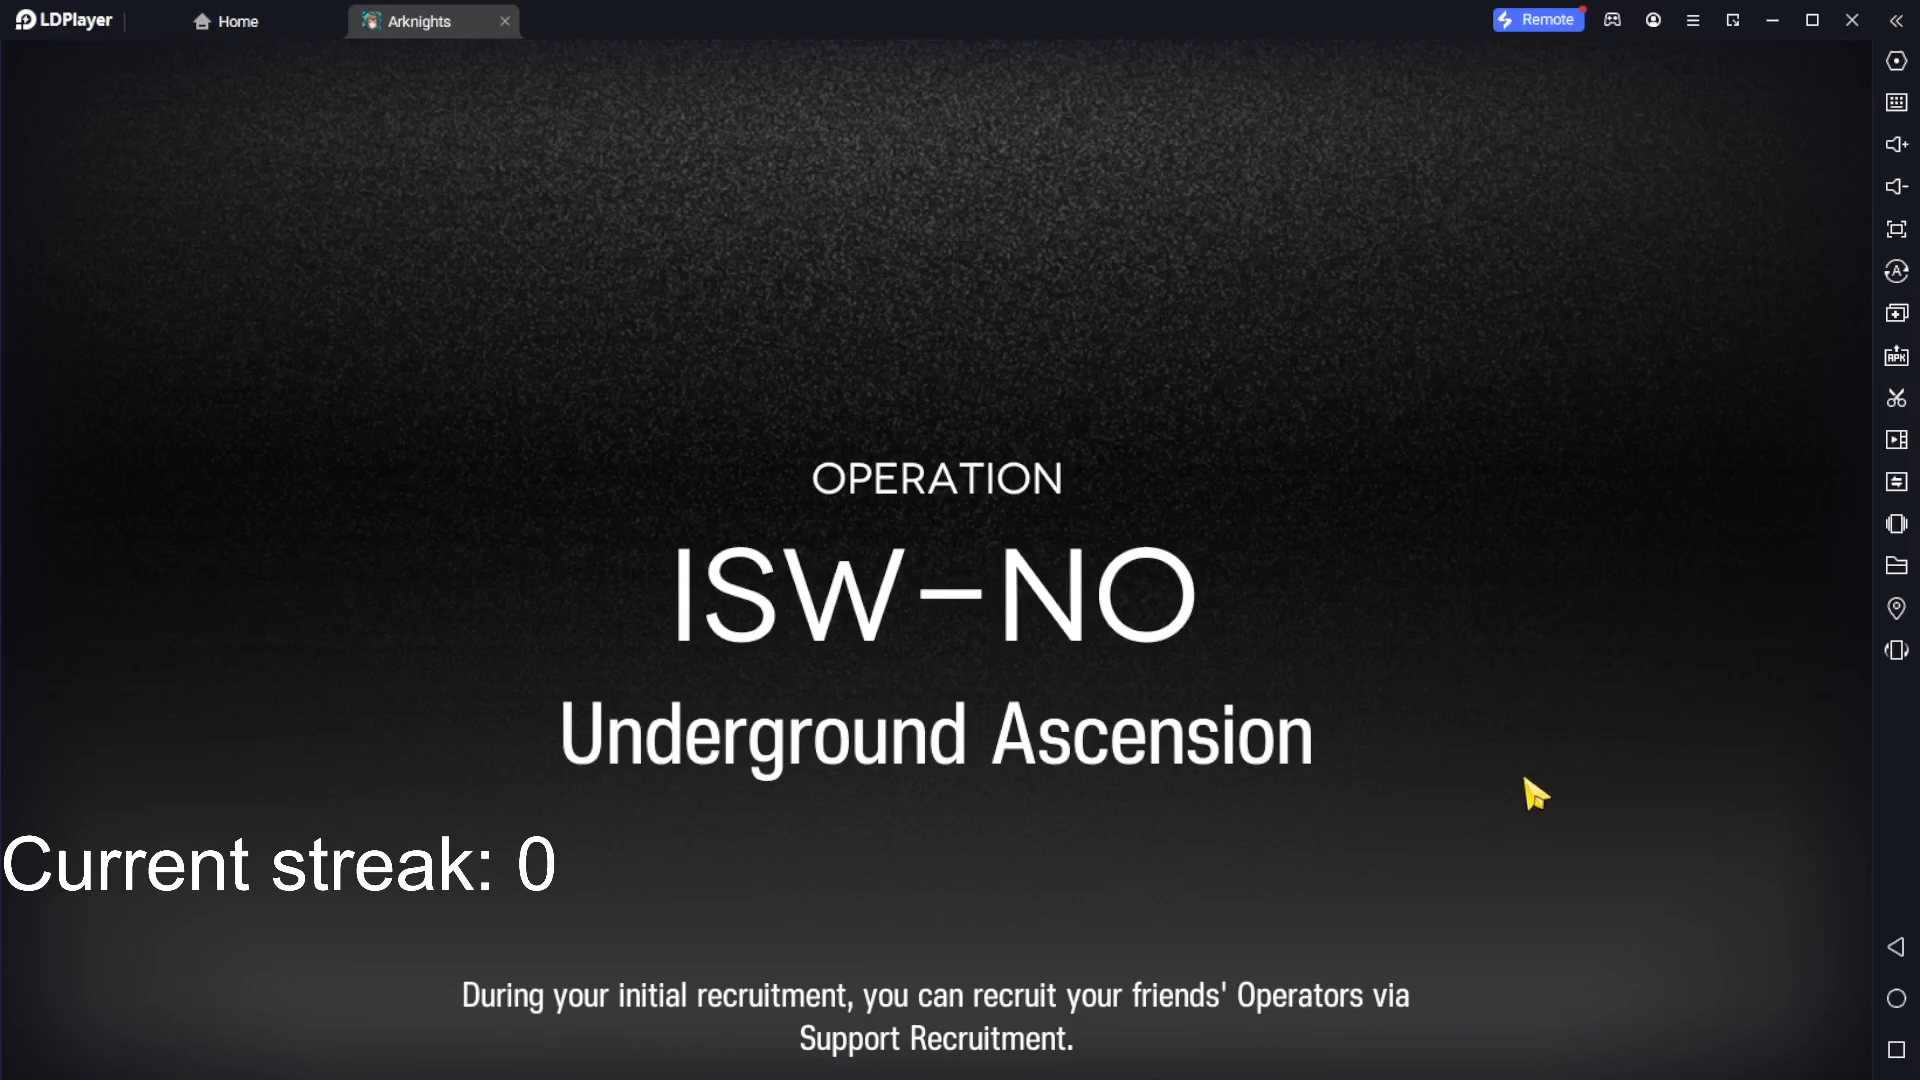 LDPlayer
Home
Arknights
Remote
OPERATION
ISW-NO
Underground Ascension
Current streak: 0
During your initial recruitment, you can recruit your friends' Operators via
Support Recruitment.
A
APK